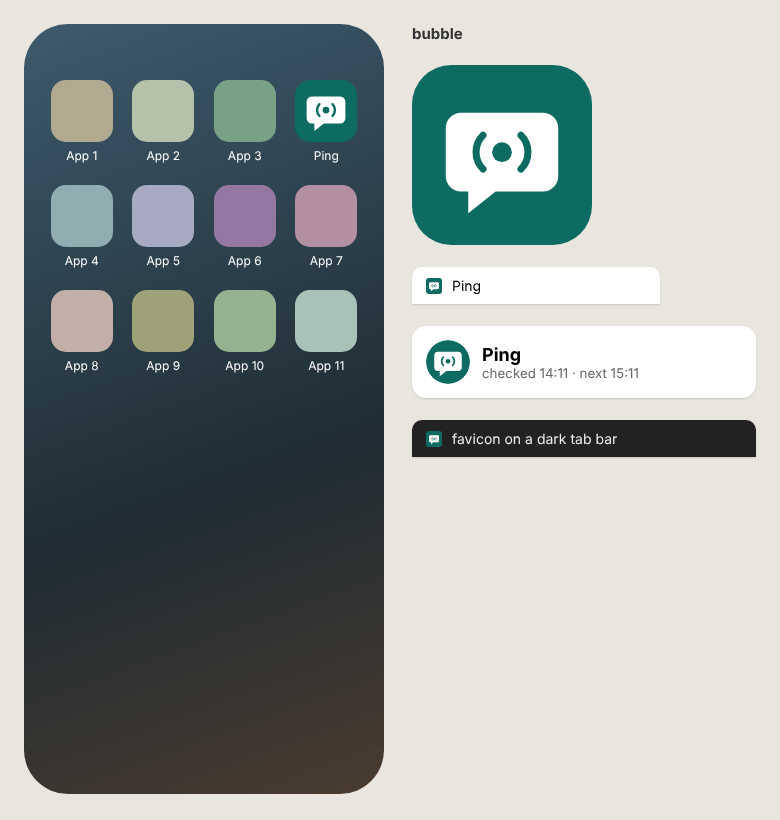 App 1
App 2
App 3
Ping
App 4
App 5
App 6
App 7
App 8
App 9
App 10
App 11
bubble
Ping
Ping
checked 14:11 · next 15:11
favicon on a dark tab bar